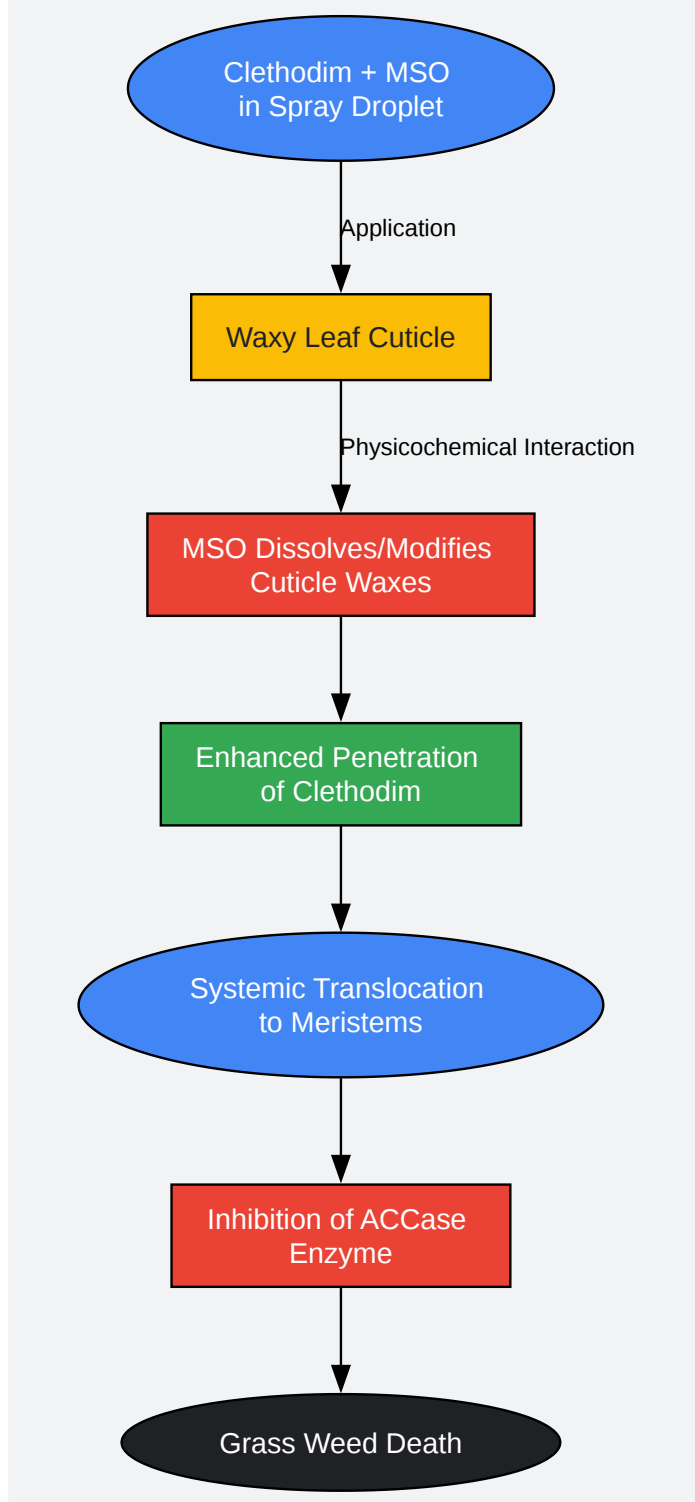 Clethodim + MSO
in Spray Droplet
Application
Waxy Leaf Cuticle
Physicochemical Interaction
MSO Dissolves/Modifies
Cuticle Waxes
Enhanced Penetration
of Clethodim
Systemic Translocation
to Meristems
Inhibition of ACCase
Enzyme
Grass Weed Death